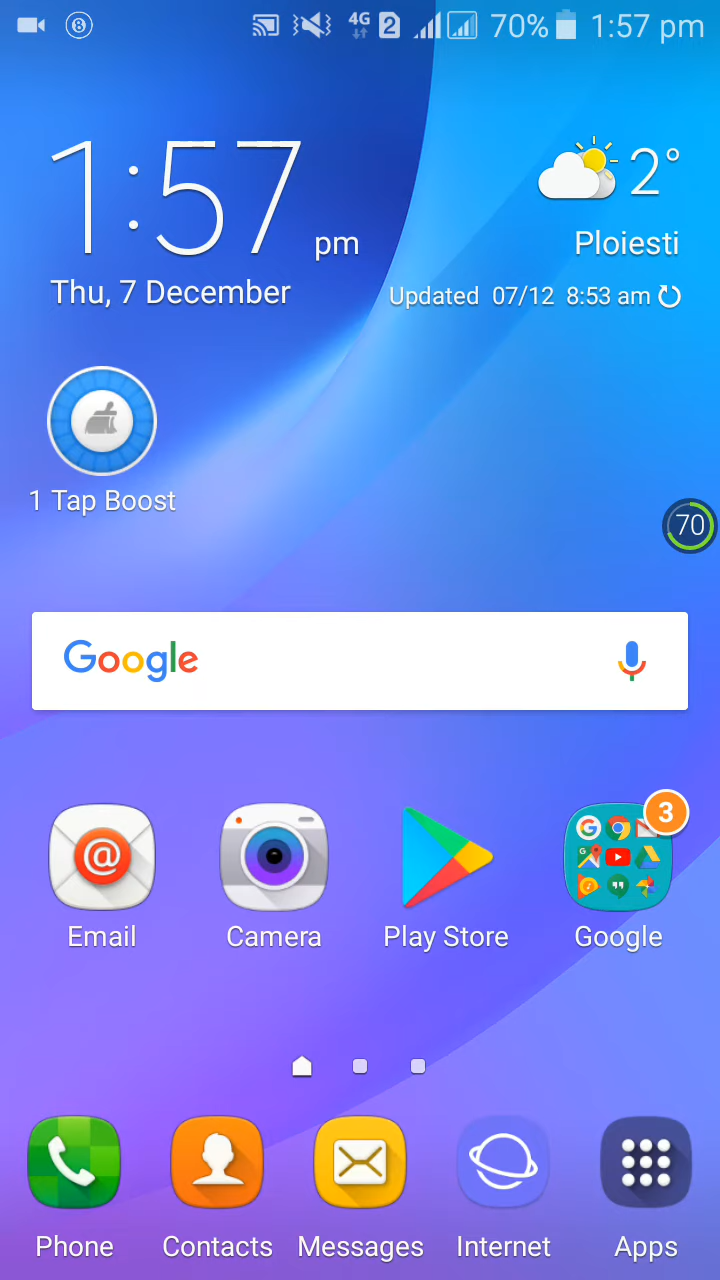 8 4G 2 70% 1:57 pm
1:57 pm
2°
Ploiesti
Thu, 7 December
Updated 07/12 8:53 am
1 Tap Boost
70
Google
3
@
G
Email Camera Play Store Google
Phone Contacts Messages Internet Apps